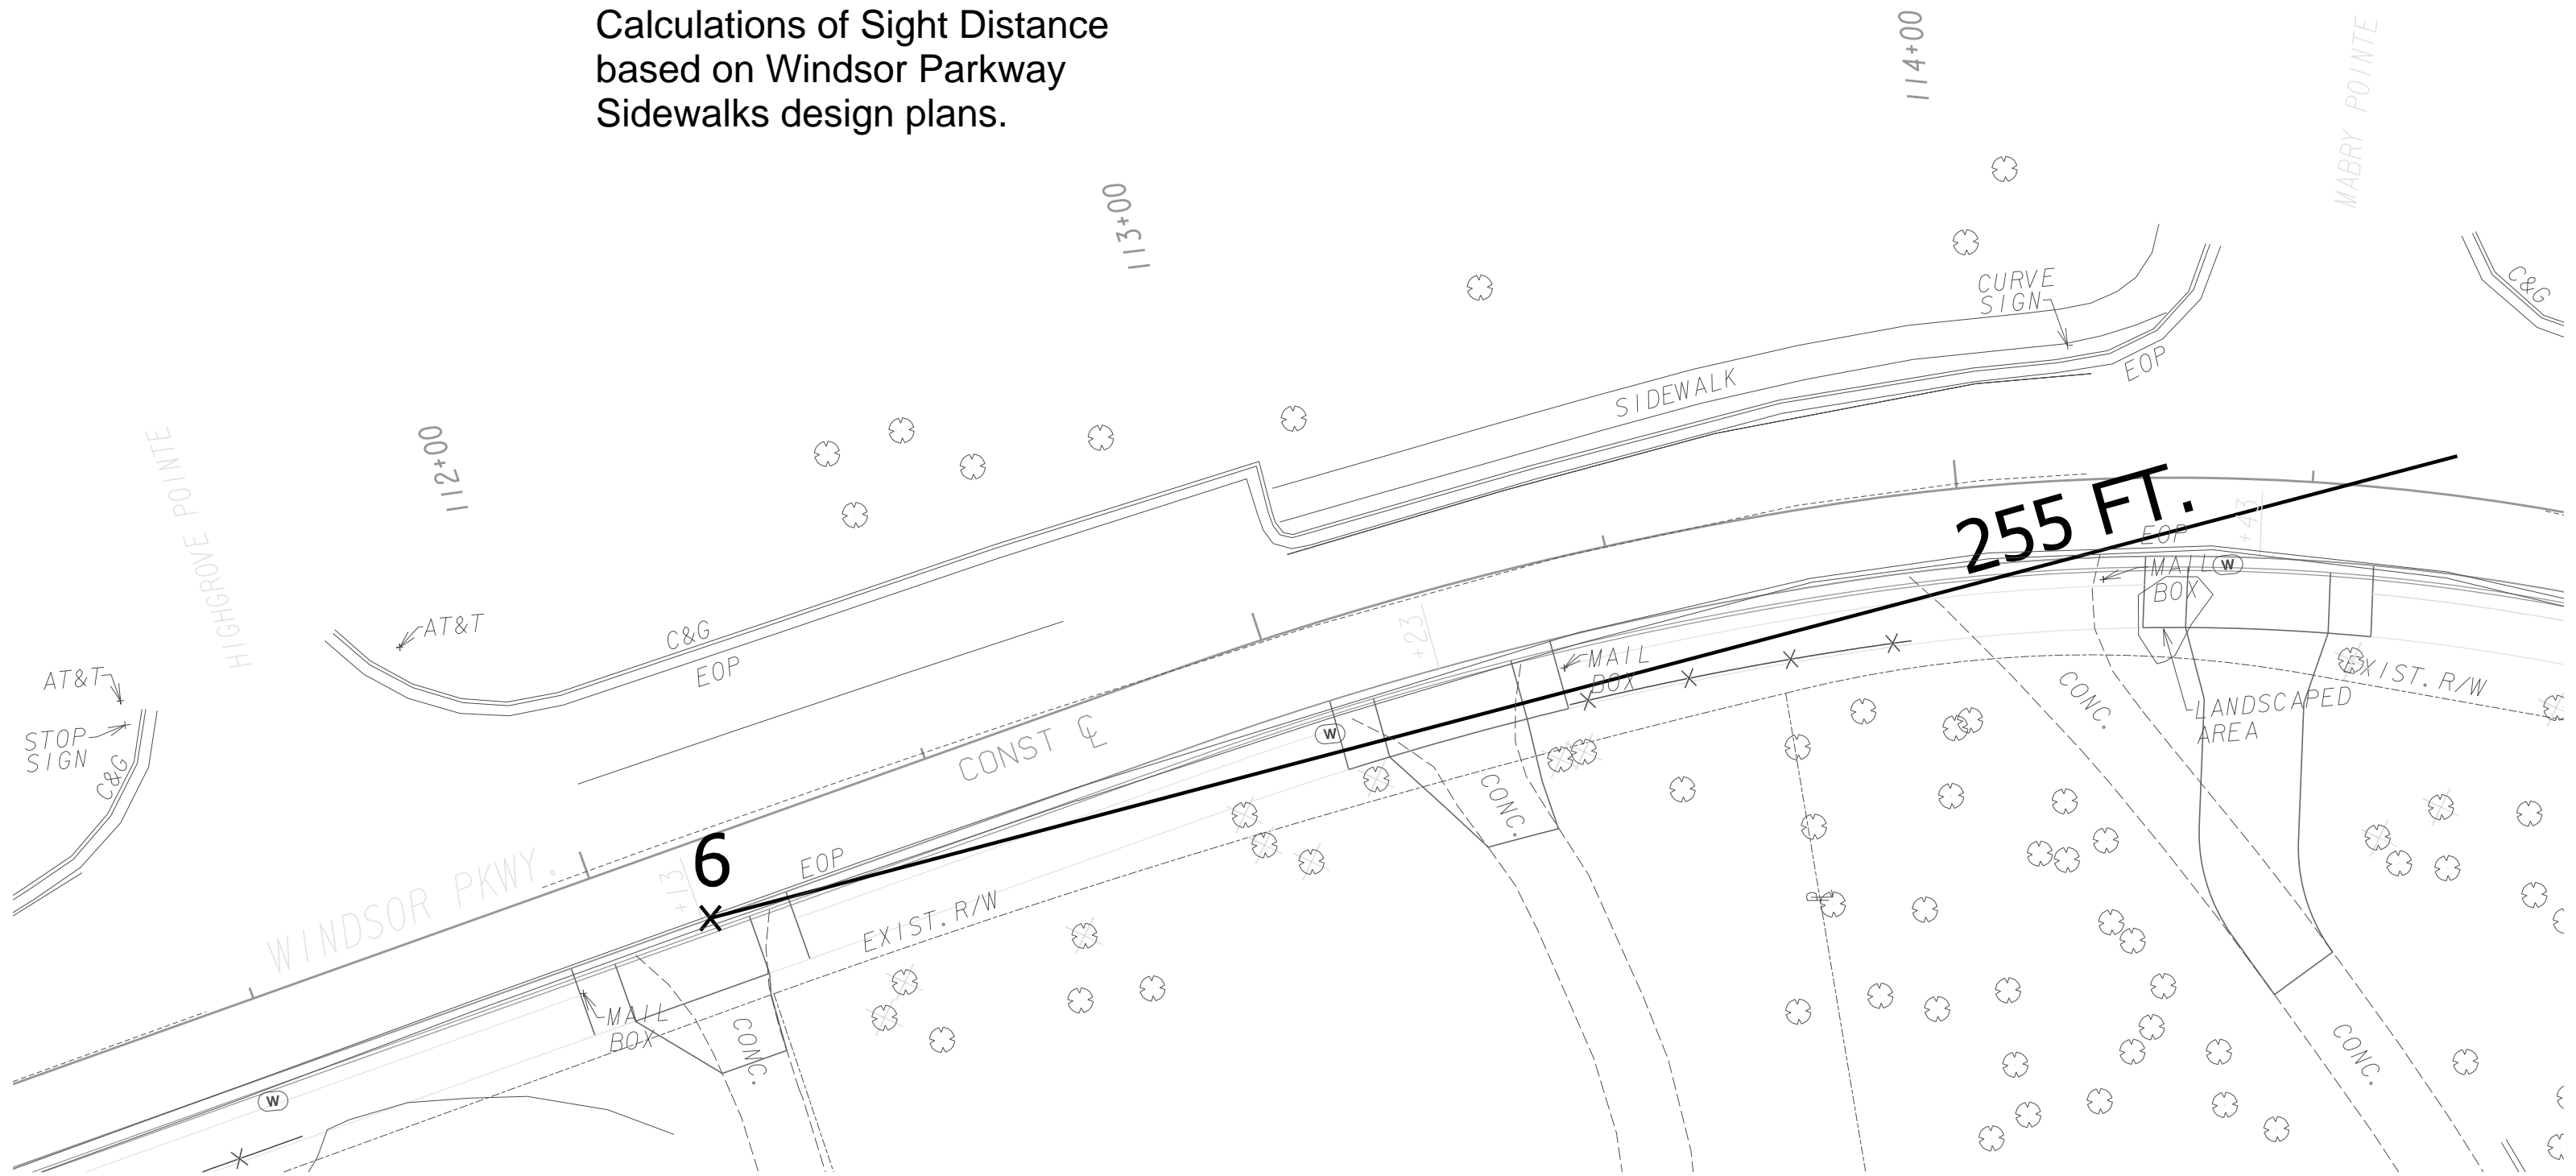 Calculations of Sight Distance
based on Windsor Parkway
Sidewalks design plans.
114+00
MABRY POINTE
113+00
CURVE
SIGN
C&G
EOP
SIDEWALK
112+00
HIGHGROVE POINTE
255 FT.
+43
EOP
MAIL
BOX
W
AT&T
C&G
EOP
+23
MAIL
BOX
EXIST. R/W
AT&T
STOP
SIGN
C&G
CONST CL
W
CONC.
LANDSCAPED
AREA
CONC.
6
+13
EOP
WINDSOR PKWY.
EXIST. R/W
P
MAIL
BOX
CONC.
CONC.
W